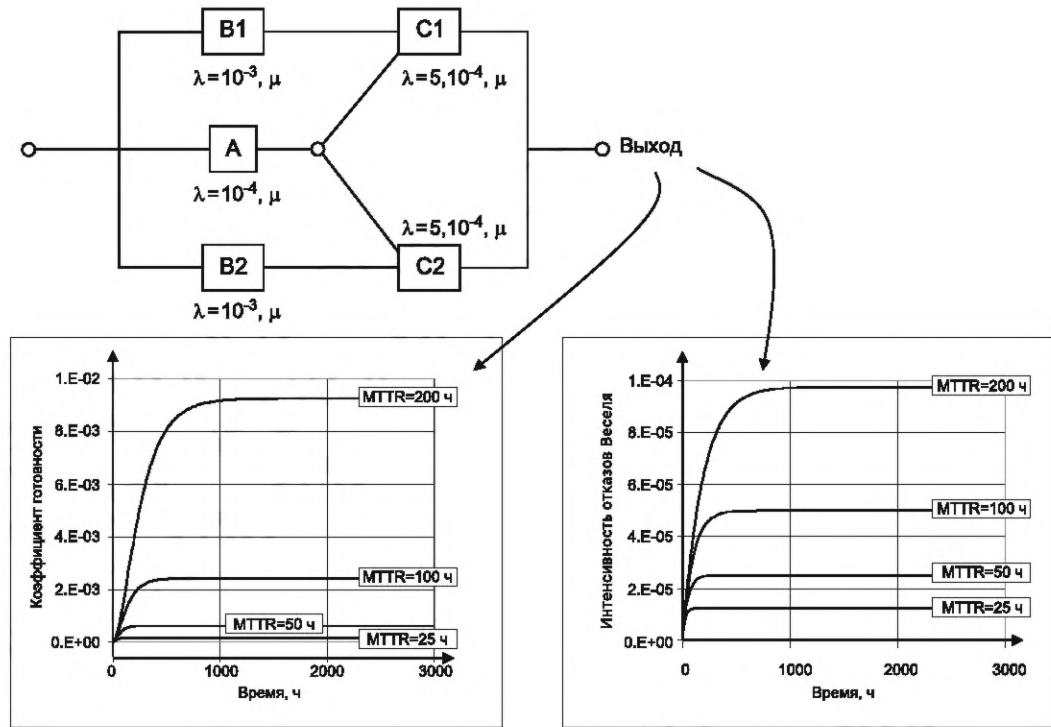 B1
C1
λ=10⁻³, μ
λ=5,10⁻⁴, μ
A
Выход
λ=10⁻⁴, μ
λ=5,10⁻⁴, μ
B2
C2
λ=10⁻³, μ
Коэффициент готовности
1.E-02
8.E-03
6.E-03
4.E-03
2.E-03
0.E+00
MTTR=200 ч
MTTR=100 ч
MTTR=50 ч
MTTR=25 ч
0 1000 2000 3000
Время, ч
Интенсивность отказов Веселя
1.E-04
8.E-05
6.E-05
4.E-05
2.E-05
0.E+00
MTTR=200 ч
MTTR=100 ч
MTTR=50 ч
MTTR=25 ч
0 1000 2000 3000
Время, ч